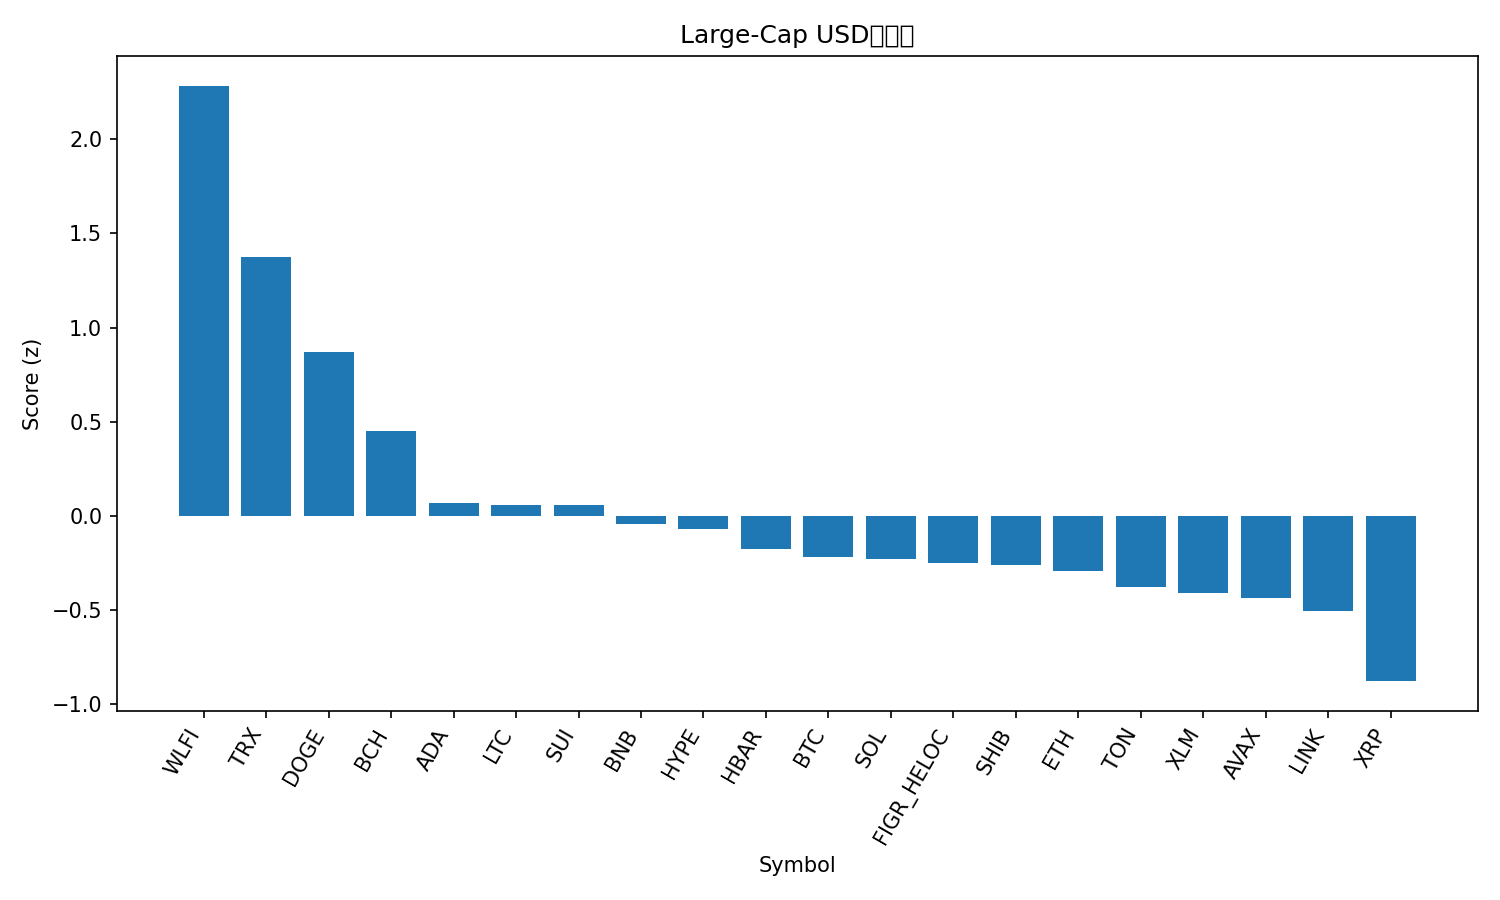 Large-Cap USD
Score (z)
2.0
1.5
1.0
0.5
0.0
−0.5
−1.0
WLFI
TRX
DOGE
BCH
ADA
LTC
SUI
BNB
HYPE
HBAR
BTC
SOL
FIGR_HELOC
SHIB
ETH
TON
XLM
AVAX
LINK
XRP
Symbol